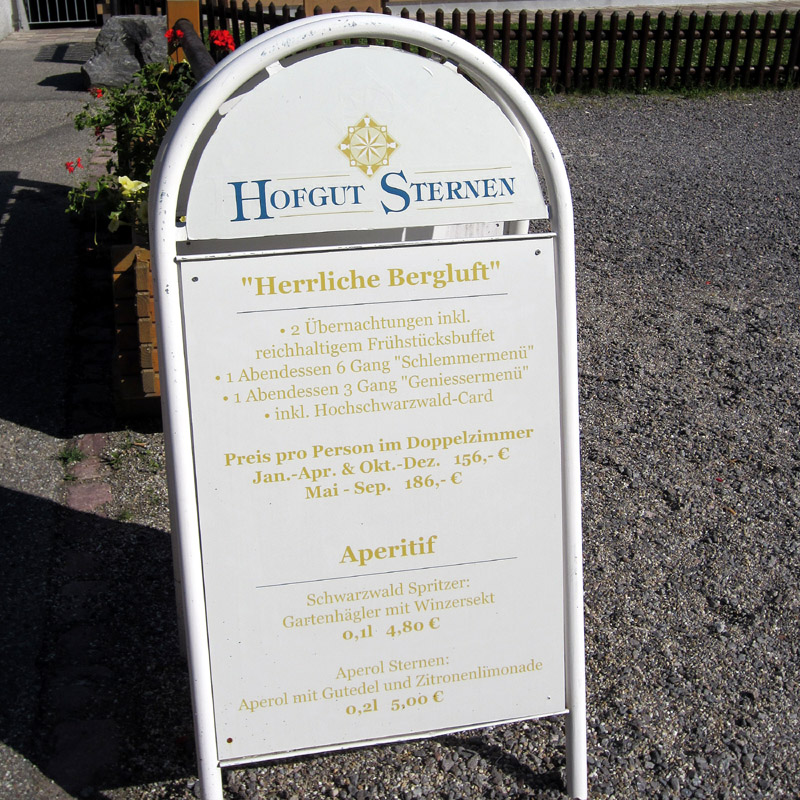 HOFGUT STERNEN
"Herrliche Bergluft"
• 2 Übernachtungen inkl.
reichhaltigem Frühstücksbuffet
• 1 Abendessen 6 Gang "Schlemmermenü"
• 1 Abendessen 3 Gang "Geniessermenü"
• inkl. Hochschwarzwald-Card
Preis pro Person im Doppelzimmer
Jan.-Apr. & Okt.-Dez. 156,- €
Mai - Sep. 186,- €
Aperitif
Schwarzwald Spritzer:
Gartenhägler mit Winzersekt
0,1l 4,80 €
Aperol Sternen:
Aperol mit Gutedel und Zitronenlimonade
0,2l 5,00 €